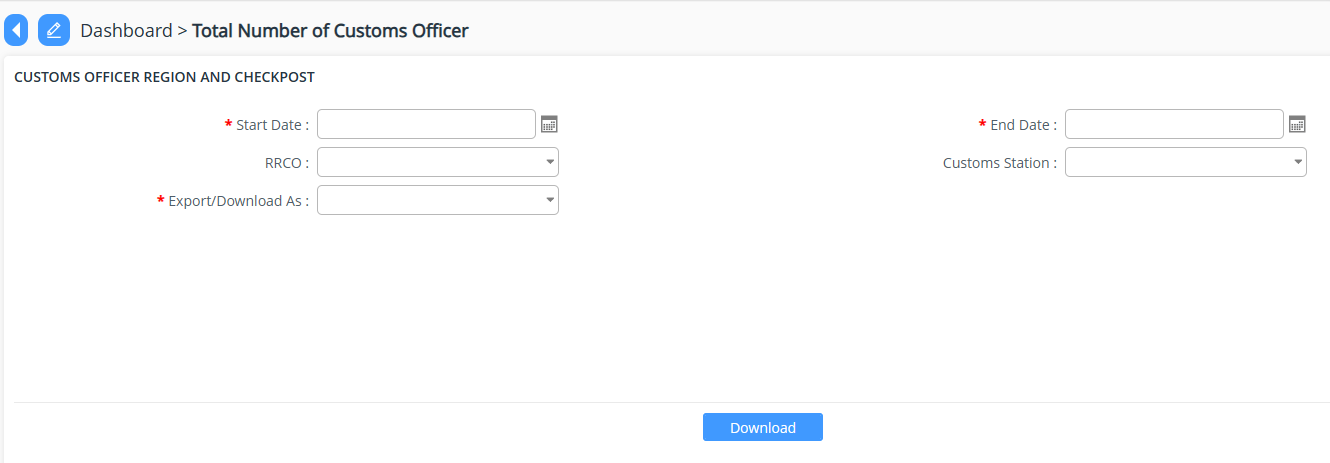 Dashboard > Total Number of Customs Officer
CUSTOMS OFFICER REGION AND CHECKPOST
* Start Date :
* End Date :
RRCO :
Customs Station :
* Export/Download As :
Download